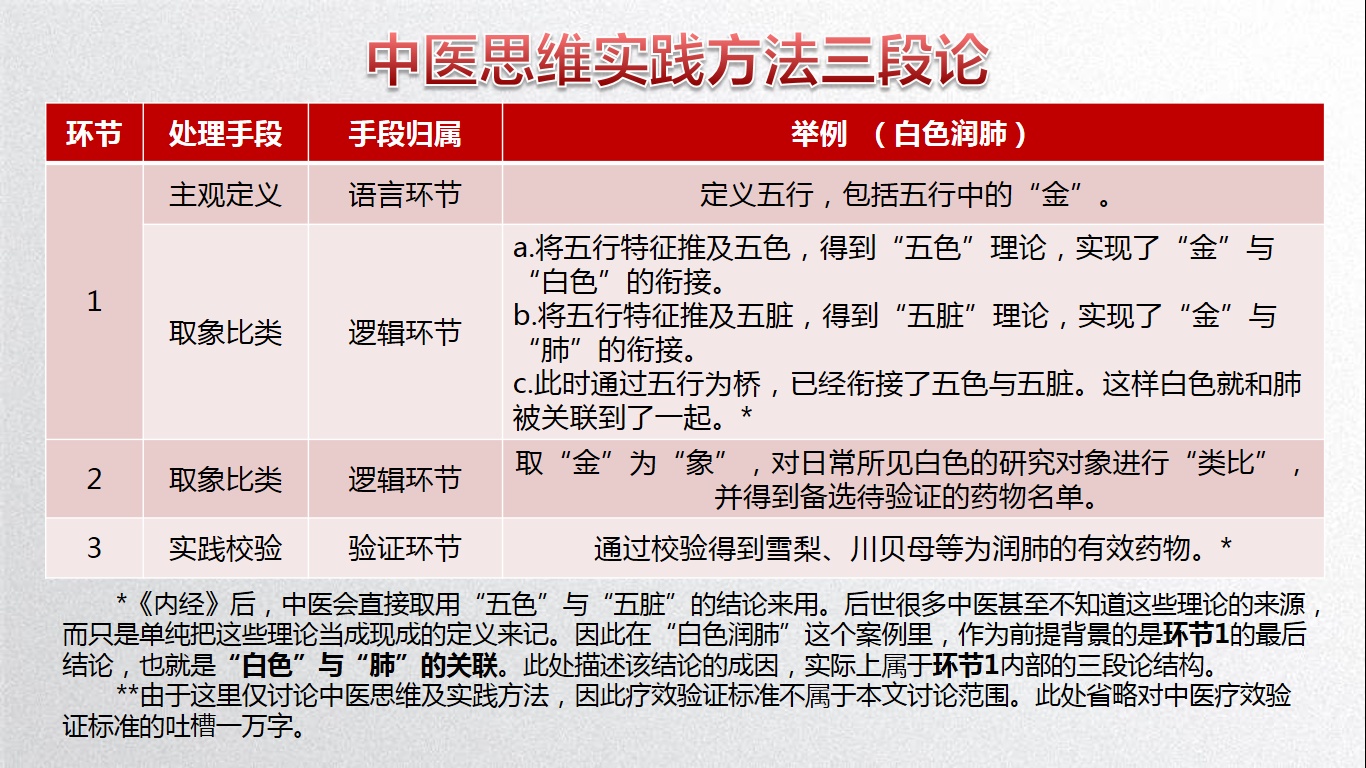 中医思维实践方法三段论
环节 处理手段 手段归属 举例 （白色润肺）
1
主观定义 语言环节 定义五行，包括五行中的“金”。
取象比类 逻辑环节
a.将五行特征推及五色，得到“五色”理论，实现了“金”与
“白色”的衔接。
b.将五行特征推及五脏，得到“五脏”理论，实现了“金”与
“肺”的衔接。
c.此时通过五行为桥，已经衔接了五色与五脏。这样白色就和肺
被关联到了一起。*
2 取象比类 逻辑环节
取“金”为“象”，对日常所见白色的研究对象进行“类比”，
并得到备选待验证的药物名单。
3 实践校验 验证环节 通过校验得到雪梨、川贝母等为润肺的有效药物。*
*《内经》后，中医会直接取用“五色”与“五脏”的结论来用。后世很多中医甚至不知道这些理论的来源，
而只是单纯把这些理论当成现成的定义来记。因此在“白色润肺”这个案例里，作为前提背景的是环节1的最后
结论，也就是“白色”与“肺”的关联。此处描述该结论的成因，实际上属于环节1内部的三段论结构。
**由于这里仅讨论中医思维及实践方法，因此疗效验证标准不属于本文讨论范围。此处省略对中医疗效验
证标准的吐槽一万字。